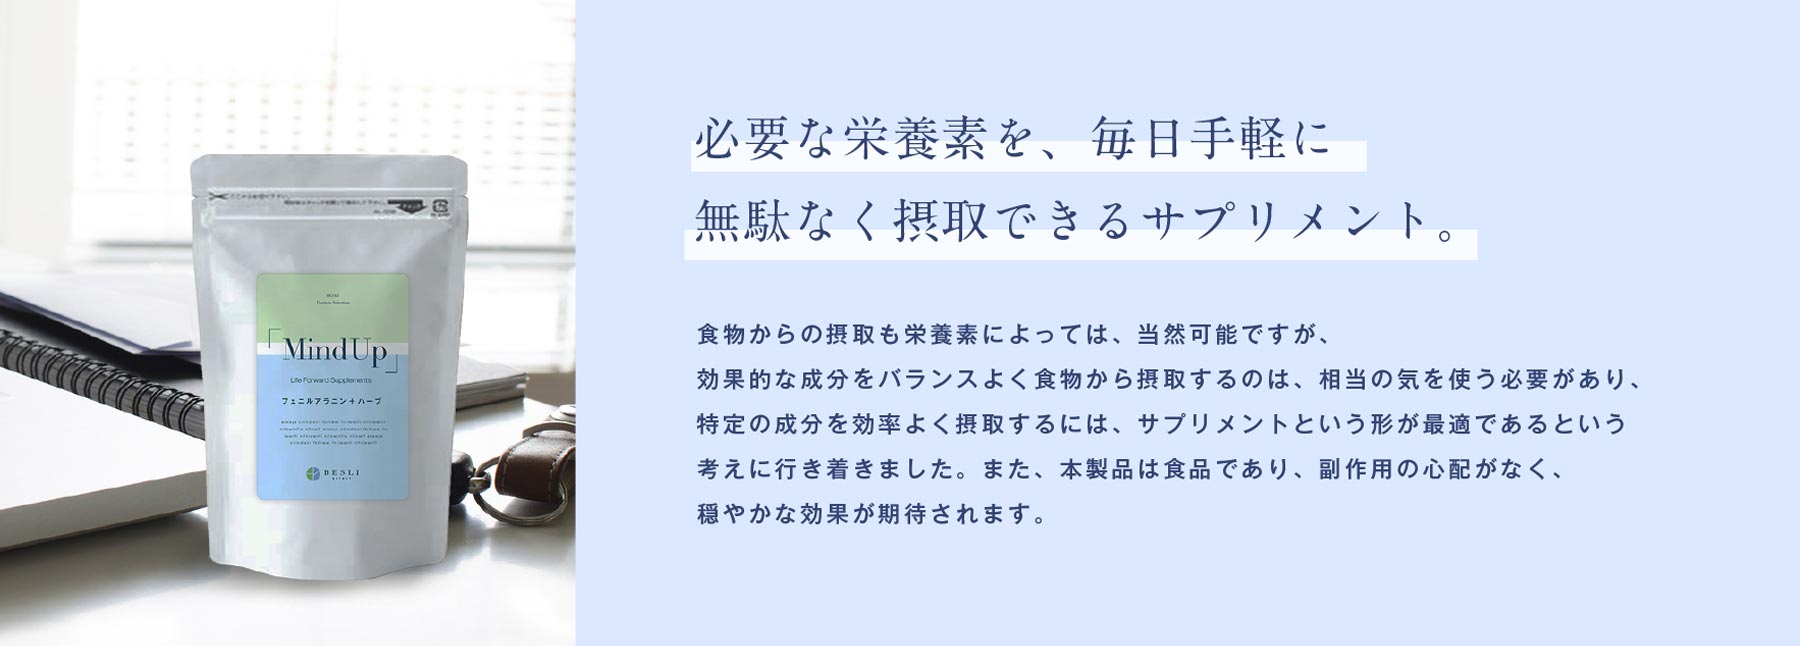 必要な栄養素を、毎日手軽に
無駄なく摂取できるサプリメント。
食物からの摂取も栄養素によっては、当然可能ですが、
効果的な成分をバランスよく食物から摂取するのは、相当の気を使う必要があり、
特定の成分を効率よく摂取するには、サプリメントという形が最適であるという
考えに行き着きました。また、本製品は食品であり、副作用の心配がなく、
穏やかな効果が期待されます。
「MindUp」
Life Forward Supplements
フェニルアラニン+ハーブ
BESLI